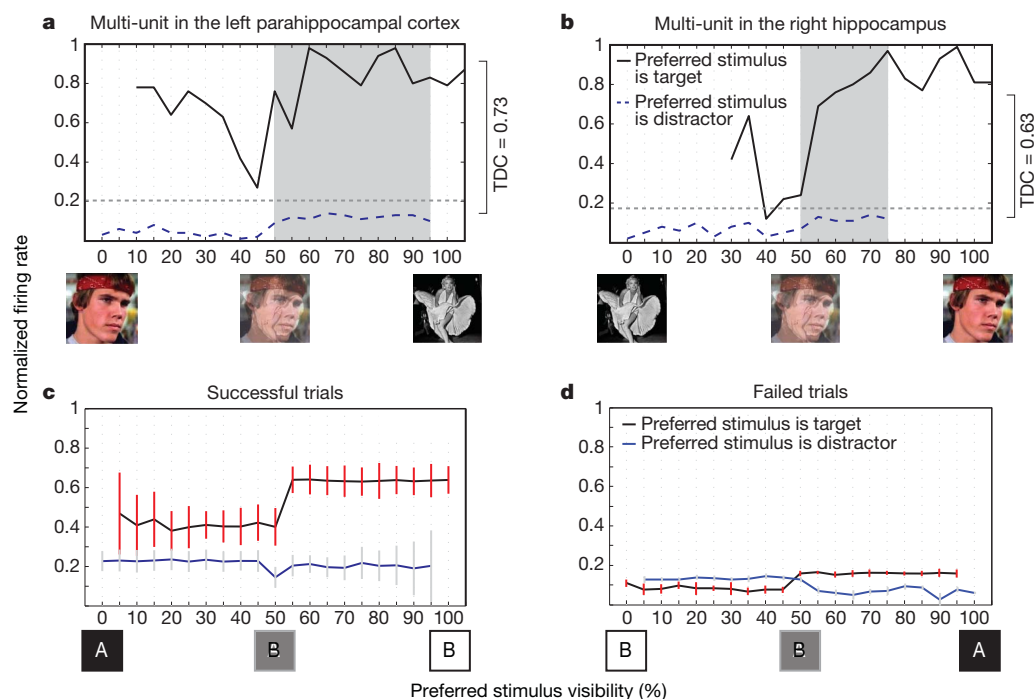 a Multi-unit in the left parahippocampal cortex
1
0.8
0.6
0.4
0.2
0 10 20 30 40 50 60 70 80 90 100
TDC = 0.73
b Multi-unit in the right hippocampus
1
0.8
0.6
0.4
0.2
Preferred stimulus
is target
Preferred stimulus
is distractor
0 10 20 30 40 50 60 70 80 90 100
TDC = 0.63
Normalized firing rate
c Successful trials
1
0.8
0.6
0.4
0.2
0 10 20 30 40 50 60 70 80 90 100
A
B
B
d Failed trials
1
0.8
0.6
0.4
0.2
Preferred stimulus is target
Preferred stimulus is distractor
0 10 20 30 40 50 60 70 80 90 100
B
B
A
Preferred stimulus visibility (%)